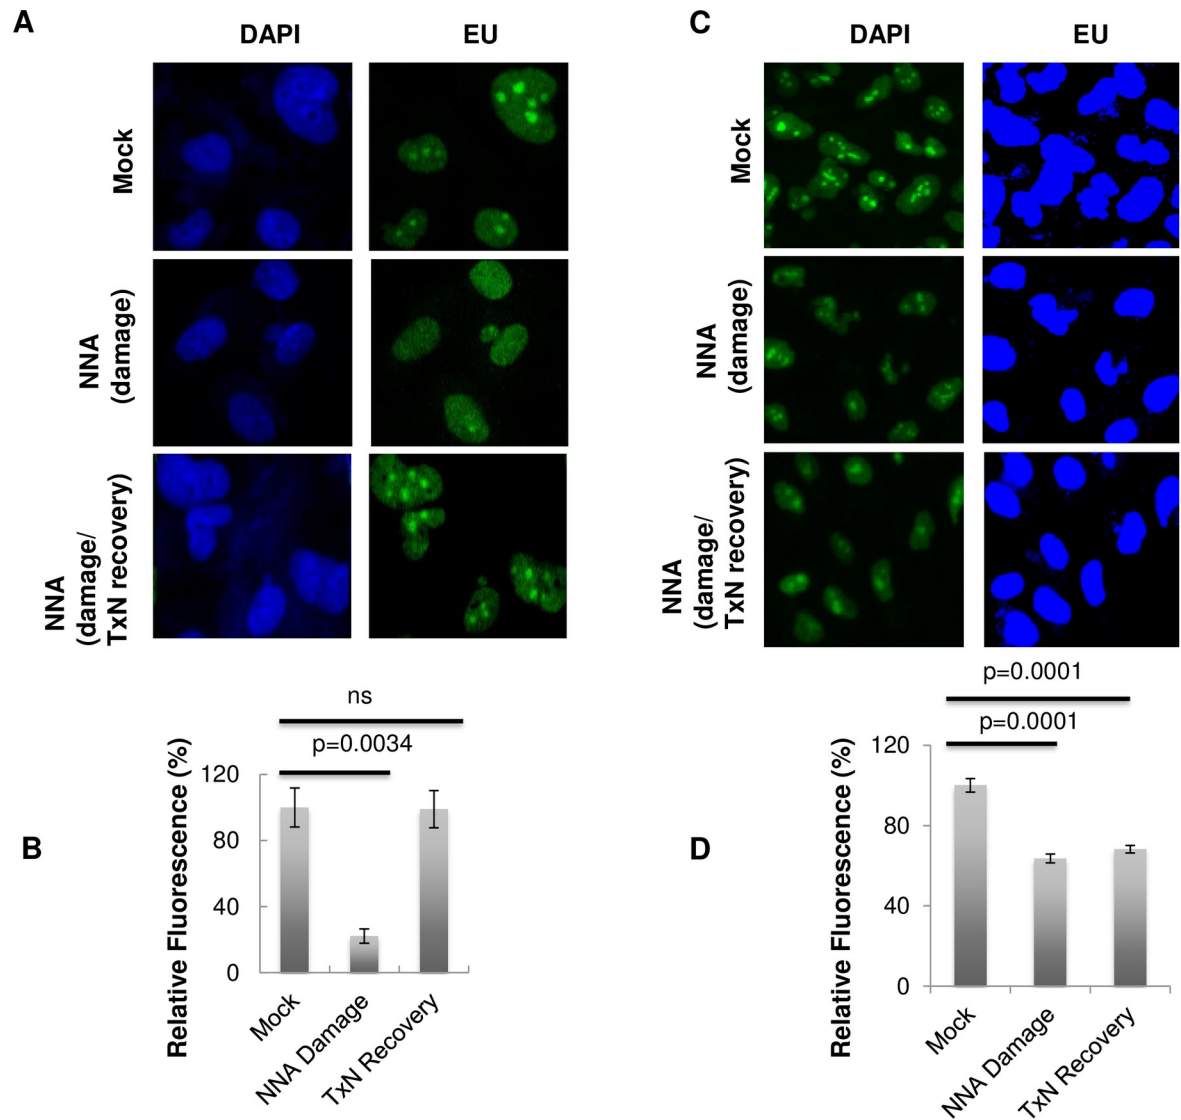 A
DAPI
EU
Mock
NNA
(damage)
NNA
(damage/
TxN recovery)
C
DAPI
EU
Mock
NNA
(damage)
NNA
(damage/
TxN recovery)
B
ns
p=0.0034
Relative Fluorescence (%)
120
80
40
0
Mock
NNA Damage
TxN Recovery
D
p=0.0001
p=0.0001
Relative Fluorescence (%)
120
80
40
0
Mock
NNA Damage
TxN Recovery